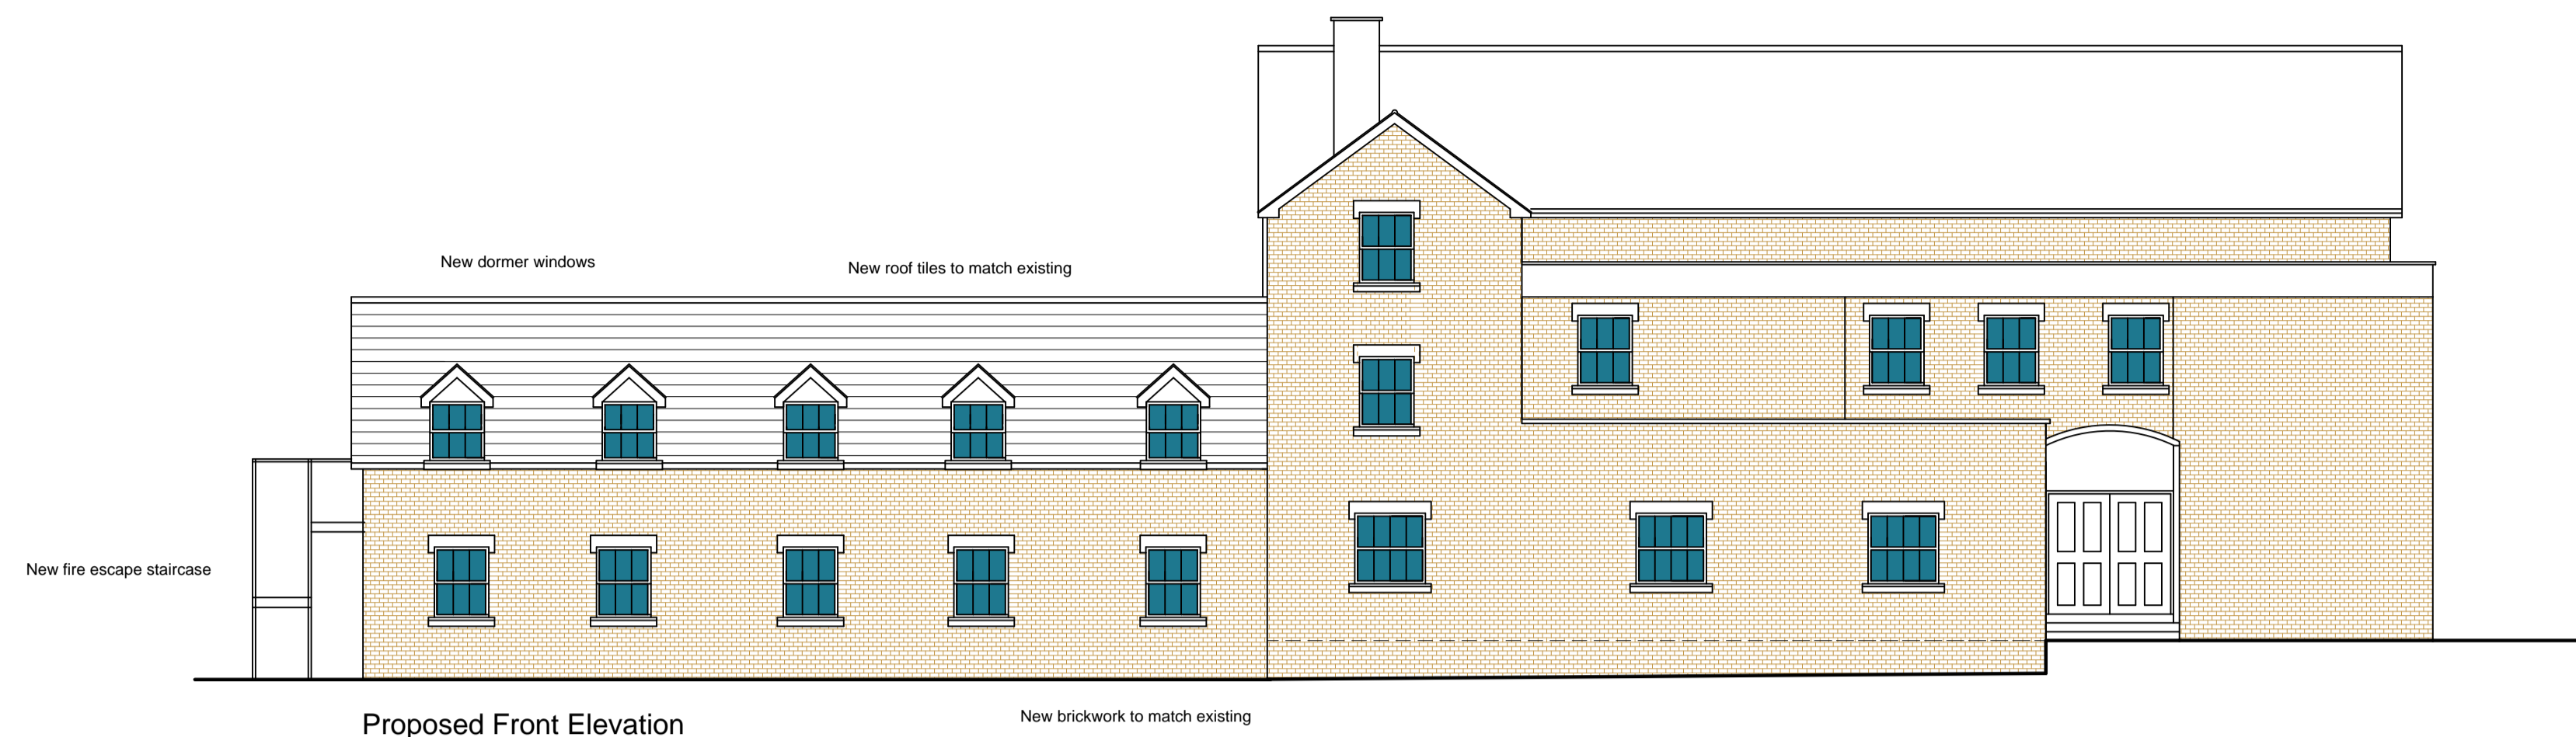 New dormer windows
New roof tiles to match existing
New fire escape staircase
New brickwork to match existing
Proposed Front Elevation